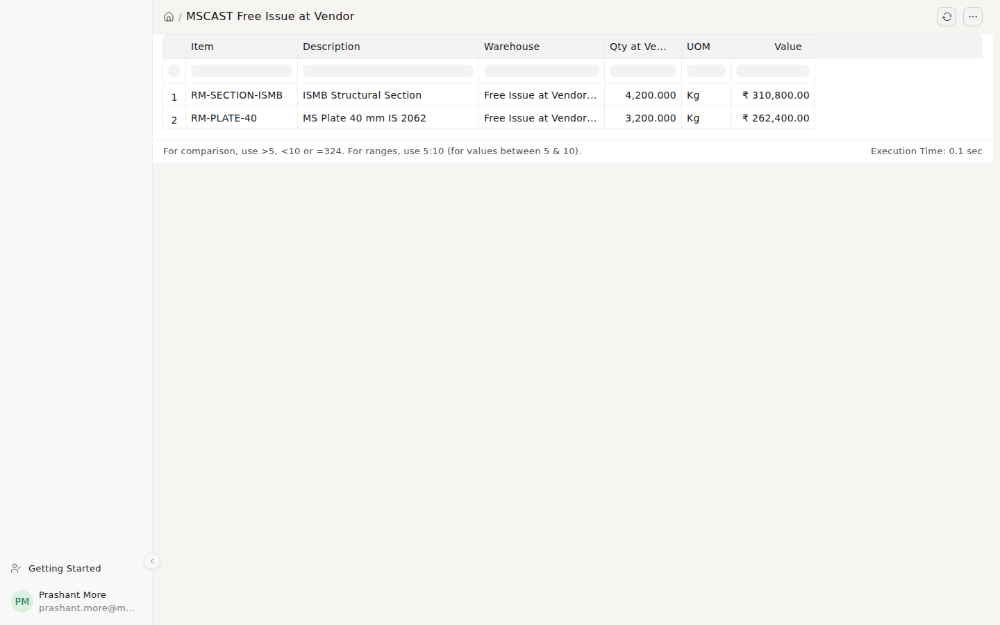 / MSCAST Free Issue at Vendor
Item Description Warehouse Qty at Ve... UOM Value
1 RM-SECTION-ISMB ISMB Structural Section Free Issue at Vendor... 4,200.000 Kg ₹ 310,800.00
2 RM-PLATE-40 MS Plate 40 mm IS 2062 Free Issue at Vendor... 3,200.000 Kg ₹ 262,400.00
For comparison, use >5, <10 or =324. For ranges, use 5:10 (for values between 5 & 10). Execution Time: 0.1 sec
Getting Started
PM Prashant More
prashant.more@m...